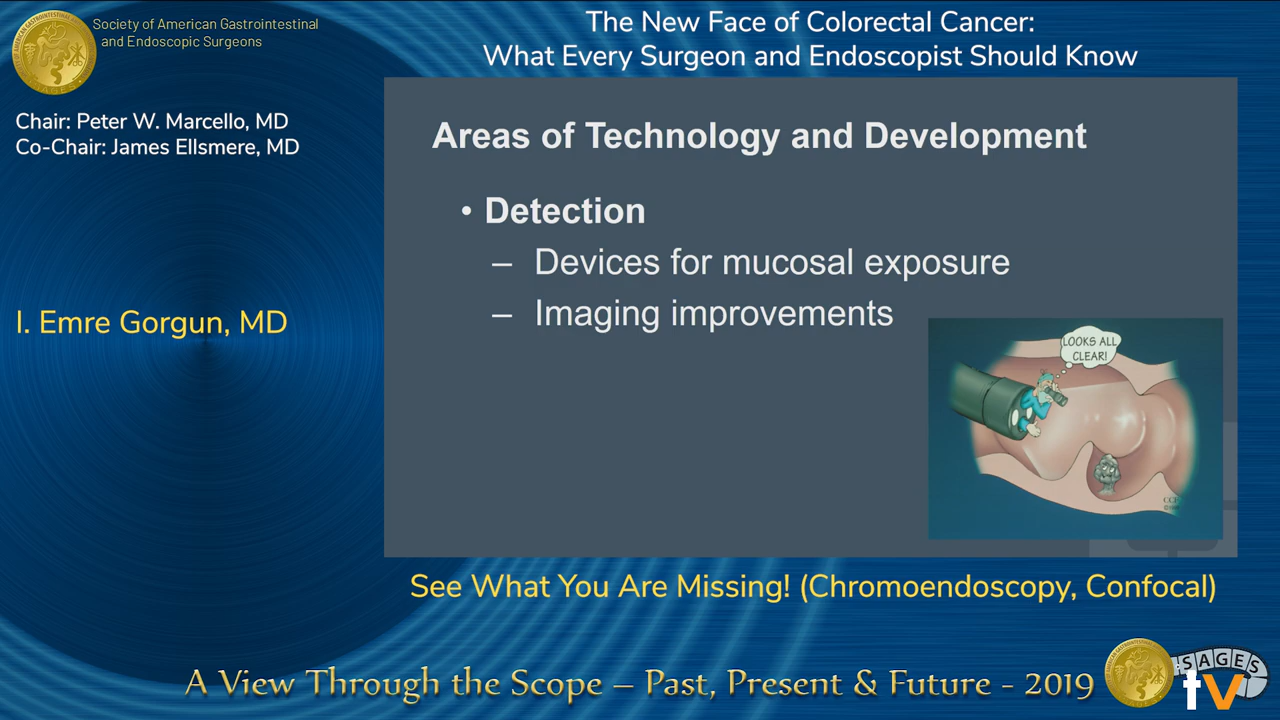 Society of American Gastrointestinal
and Endoscopic Surgeons
The New Face of Colorectal Cancer:
What Every Surgeon and Endoscopist Should Know
Chair: Peter W. Marcello, MD
Co-Chair: James Ellsmere, MD
I. Emre Gorgun, MD
Areas of Technology and Development
• Detection
– Devices for mucosal exposure
– Imaging improvements
LOOKS ALL
CLEAR!
See What You Are Missing! (Chromoendoscopy, Confocal)
A View Through the Scope – Past, Present & Future - 2019
SAGES
tv